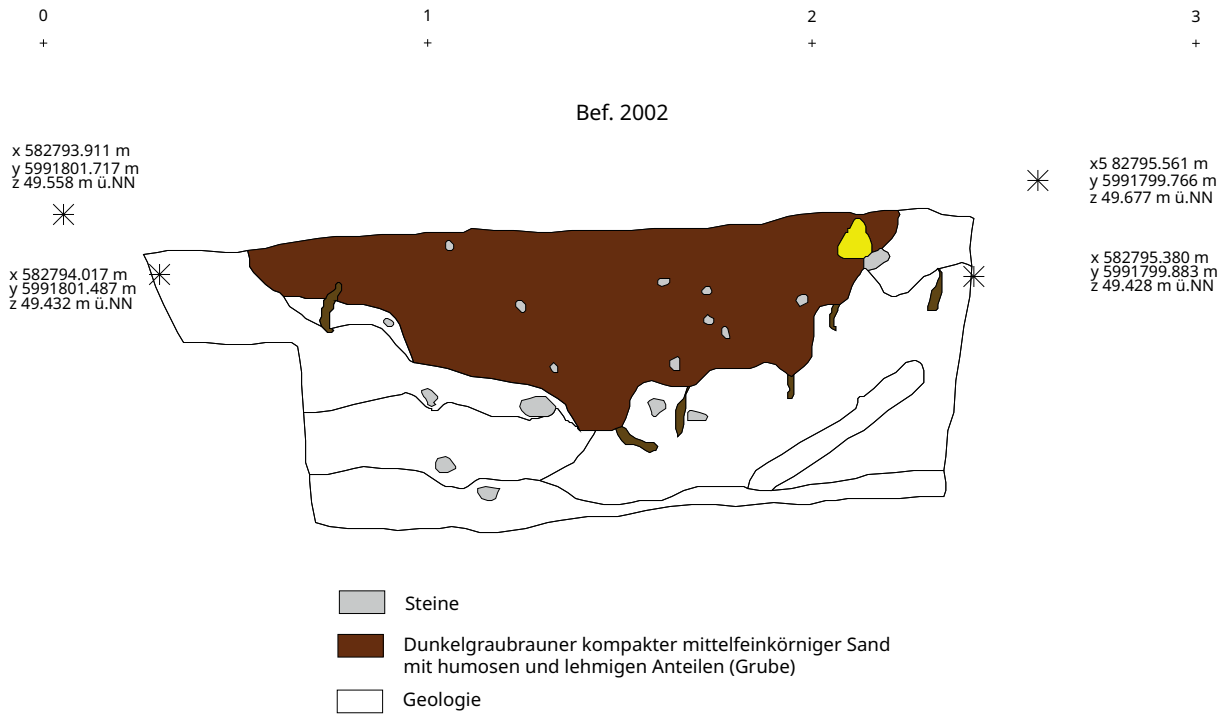 0 1 2 3
+ + + +
Bef. 2002
x 582793.911 m
y 5991801.717 m
z 49.558 m ü.NN
x5 82795.561 m
y 5991799.766 m
z 49.677 m ü.NN
x 582794.017 m
y 5991801.487 m
z 49.432 m ü.NN
x 582795.380 m
y 5991799.883 m
z 49.428 m ü.NN
Steine
Dunkelgraubrauner kompakter mittelfeinkörniger Sand
mit humosen und lehmigen Anteilen (Grube)
Geologie